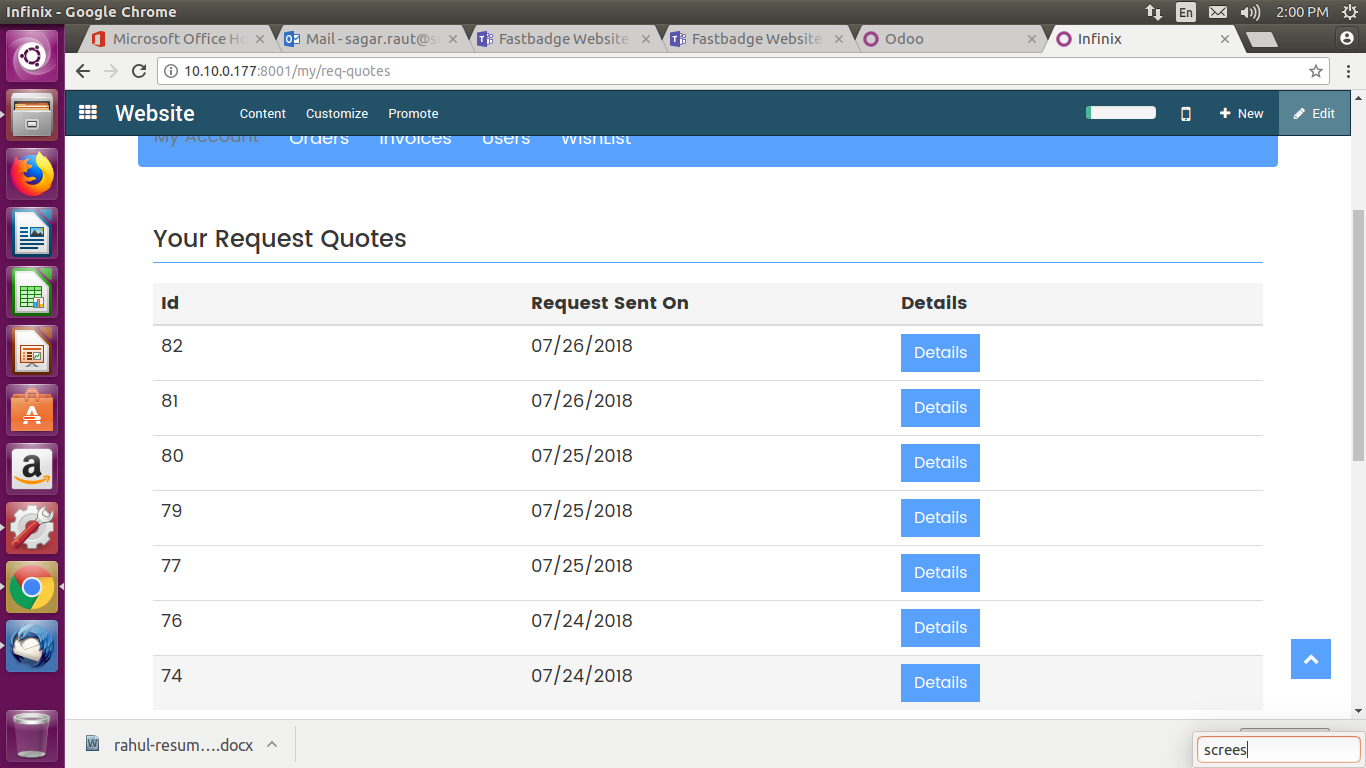 Infinix - Google Chrome
En
2:00 PM
Microsoft Office Ho
Mail - sagar.raut@s
Fastbadge Website
Fastbadge Website
Odoo
Infinix
10.10.0.177:8001/my/req-quotes
Website
Content
Customize
Promote
New
Edit
My Account
Orders
Invoices
Users
Wishlist
Your Request Quotes
Id Request Sent On Details
82 07/26/2018 Details
81 07/26/2018 Details
80 07/25/2018 Details
79 07/25/2018 Details
77 07/25/2018 Details
76 07/24/2018 Details
74 07/24/2018 Details
rahul-resum....docx
screes